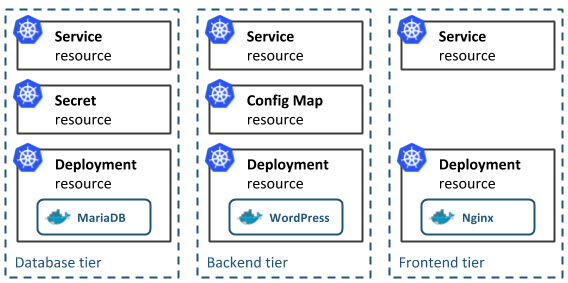 Service
resource
Secret
resource
Deployment
resource
MariaDB
Database tier
Service
resource
Config Map
resource
Deployment
resource
WordPress
Backend tier
Service
resource
Deployment
resource
Nginx
Frontend tier